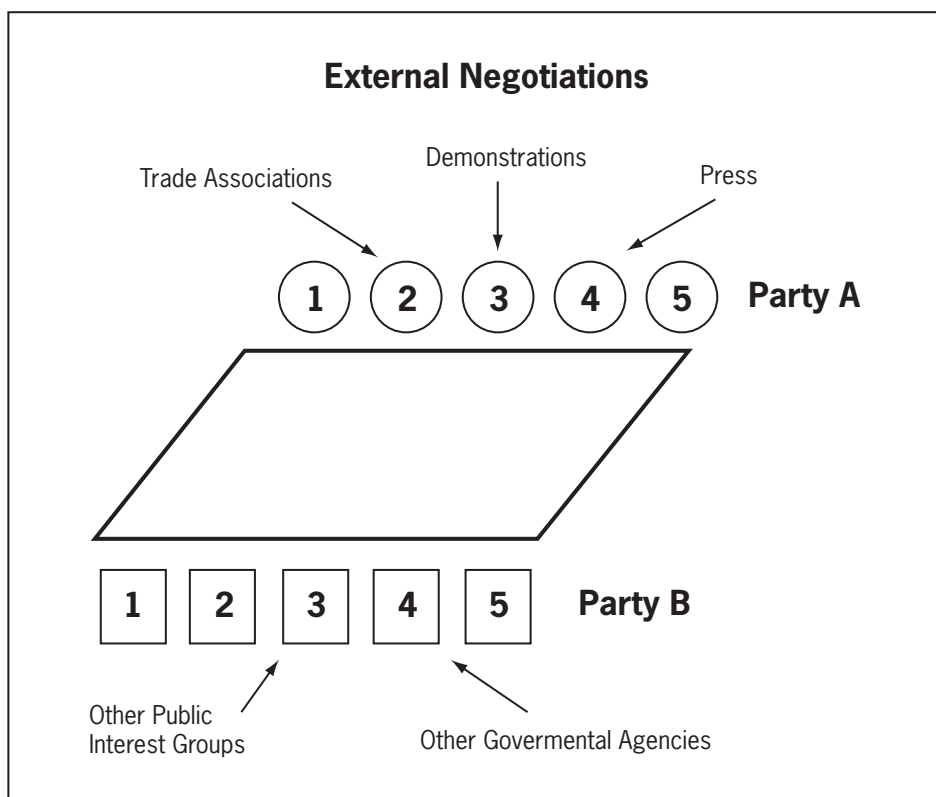 External Negotiations
Demonstrations
Trade Associations
Press
1 2 3 4 5 Party A
1 2 3 4 5 Party B
Other Public
Interest Groups
Other Govermental Agencies